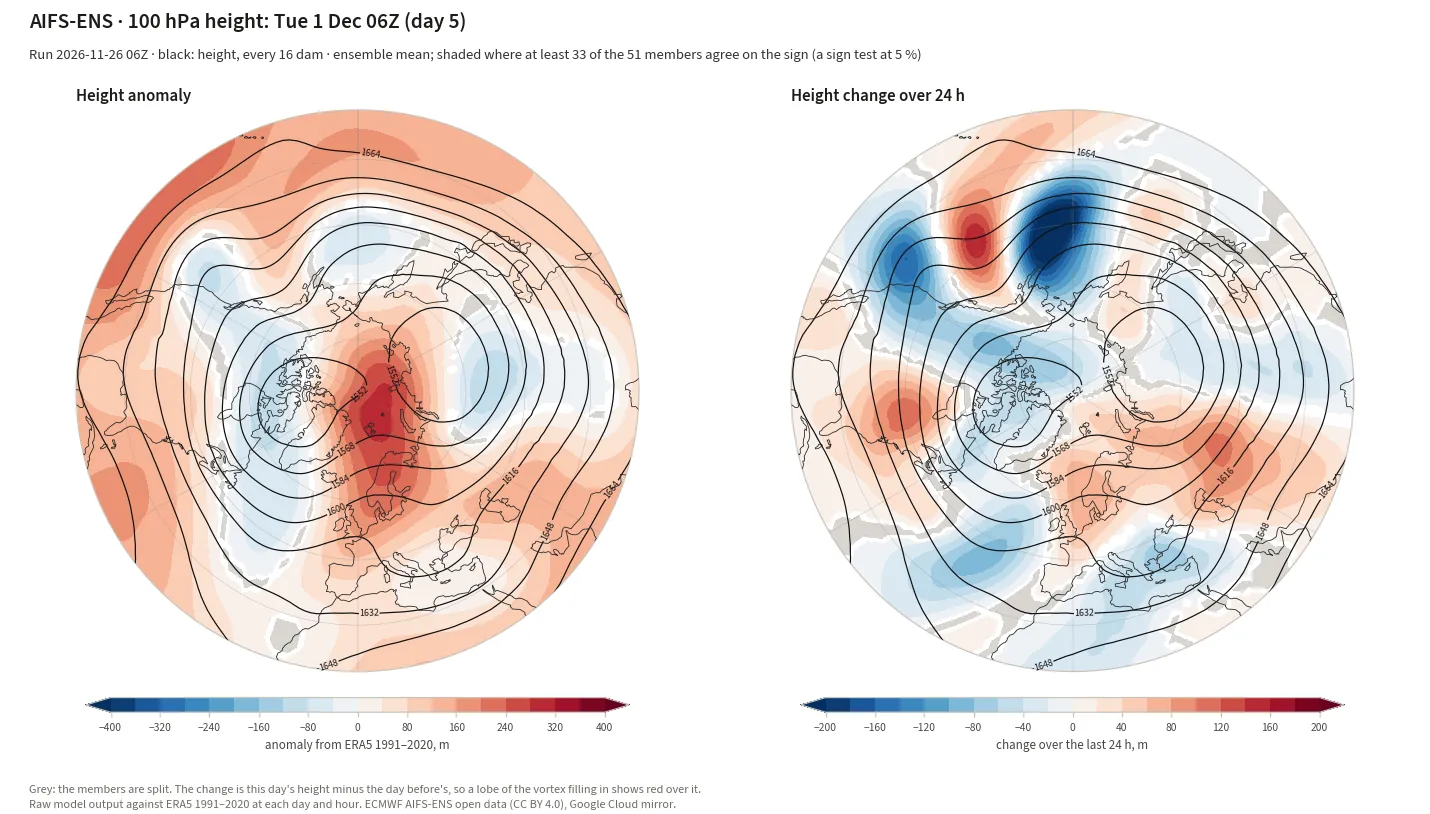 AIFS-ENS · 100 hPa height: Tue 1 Dec 06Z (day 5)
Run 2026-11-26 06Z · black: height, every 16 dam · ensemble mean; shaded where at least 33 of the 51 members agree on the sign (a sign test at 5 %)
Height anomaly
Height change over 24 h
1664
1664
1552
1552
1552
1552
1568
1568
1584
1584
1600
1600
1616
1616
1664
1664
1648
1648
1632
1632
1648
1648
−400 −320 −240 −160 −80 0 80 160 240 320 400
anomaly from ERA5 1991–2020, m
−200 −160 −120 −80 −40 0 40 80 120 160 200
change over the last 24 h, m
Grey: the members are split. The change is this day's height minus the day before's, so a lobe of the vortex filling in shows red over it.
Raw model output against ERA5 1991–2020 at each day and hour. ECMWF AIFS-ENS open data (CC BY 4.0), Google Cloud mirror.